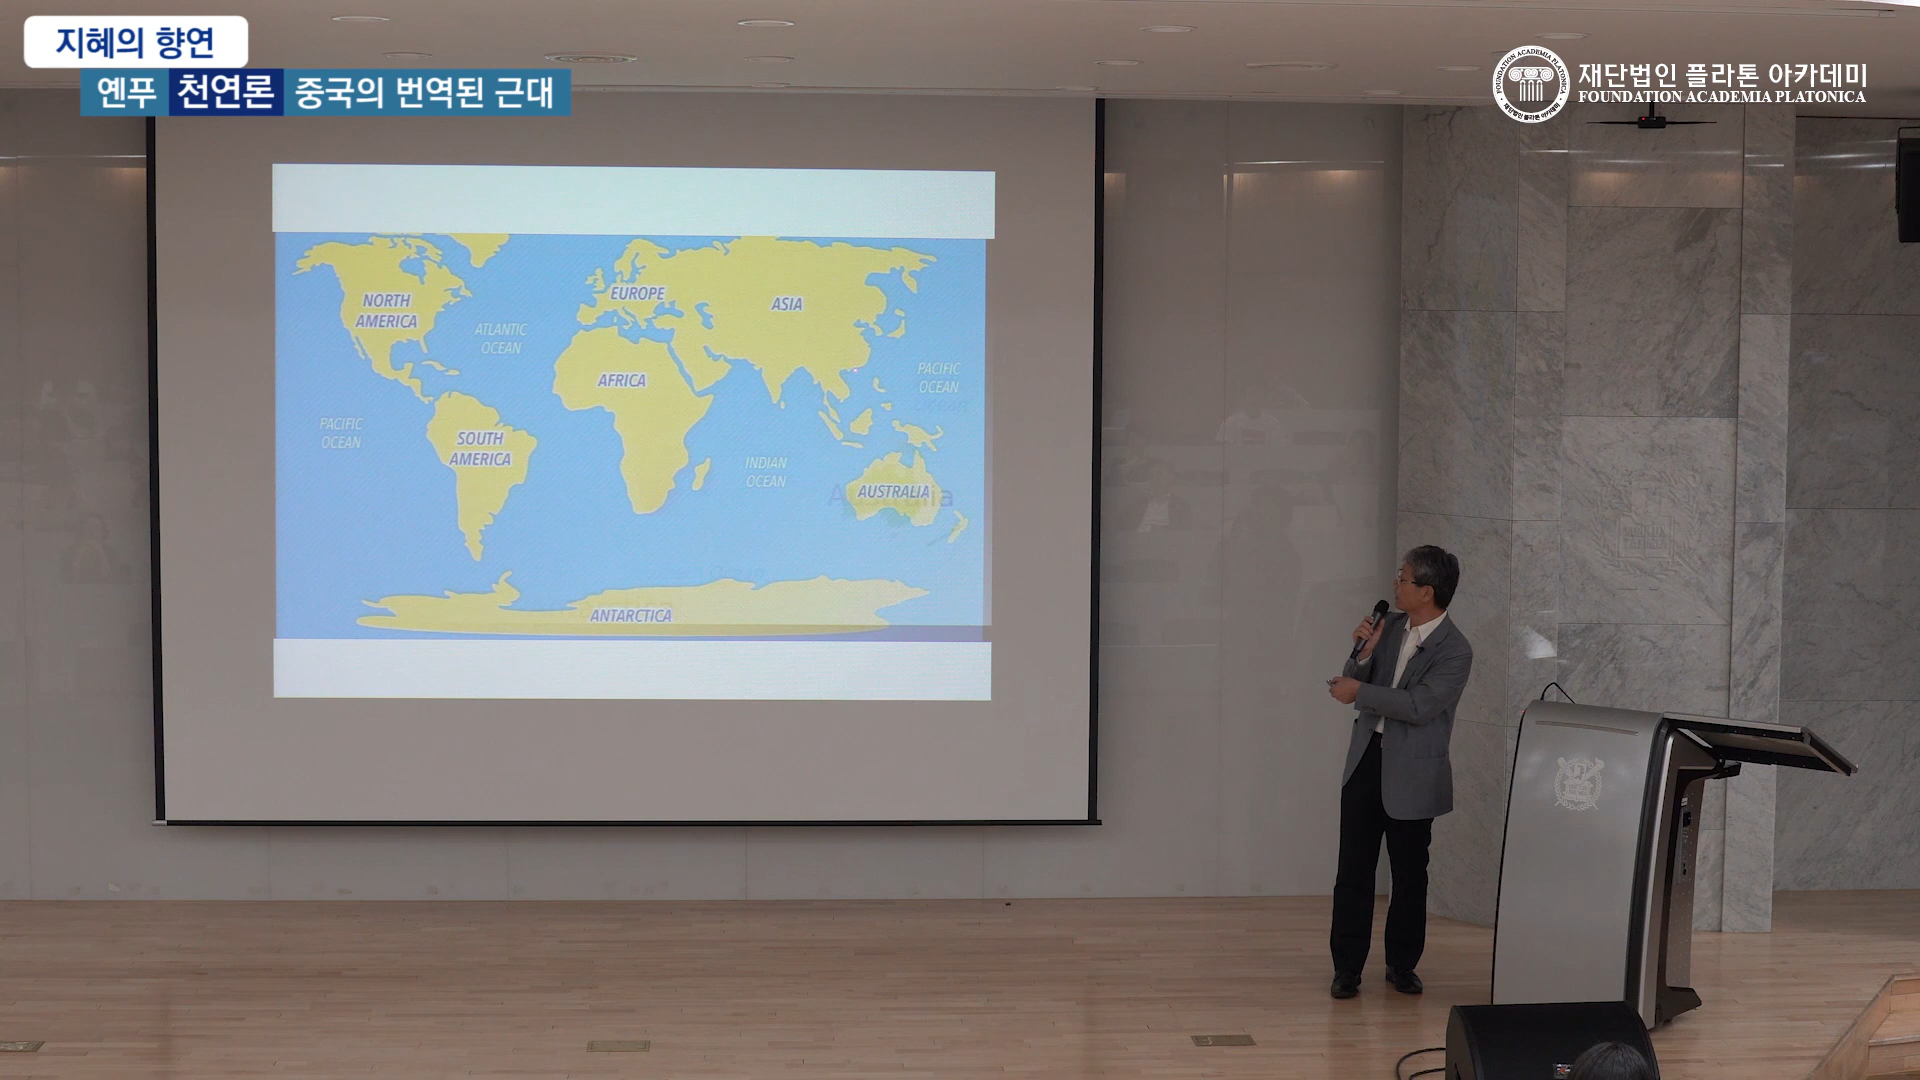 지혜의 향연
옌푸 천연론 중국의 번역된 근대
재단법인 플라톤 아카데미
FOUNDATION ACADEMIA PLATONICA
NORTH
AMERICA
ATLANTIC
OCEAN
EUROPE
ASIA
AFRICA
PACIFIC
OCEAN
PACIFIC
OCEAN
SOUTH
AMERICA
INDIAN
OCEAN
AUSTRALIA
ANTARCTICA